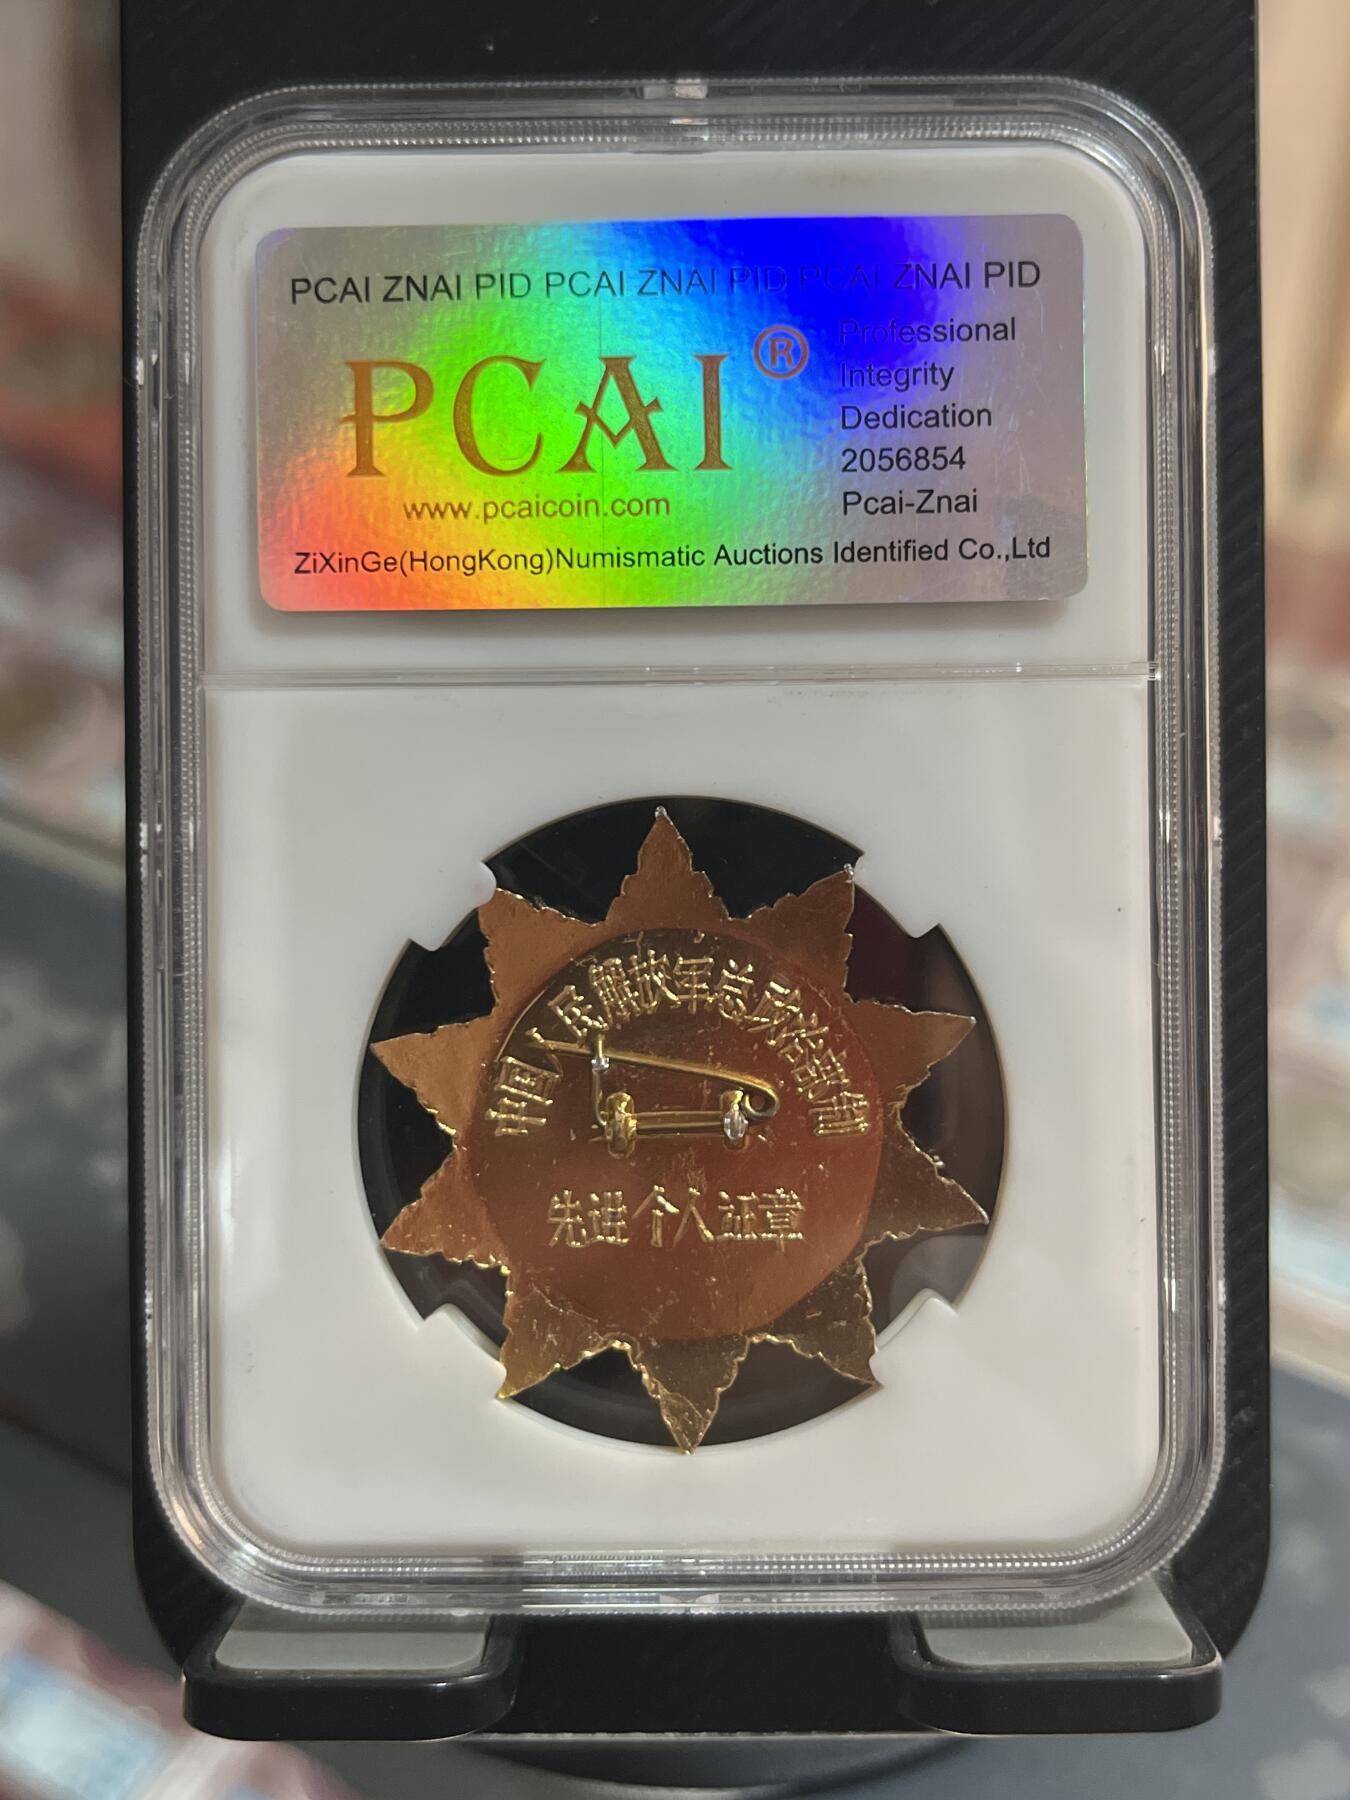 PCAI ZNAI PID PCAI ZNAI PID PCAI ZNAI PID
PCAI®
Professional
Integrity
Dedication
2056854
Pcai-Znai
www.pcaicoin.com
ZiXinGe(HongKong)Numismatic Auctions Identified Co.,Ltd
中国人民解放军总政治部制
先进个人证章